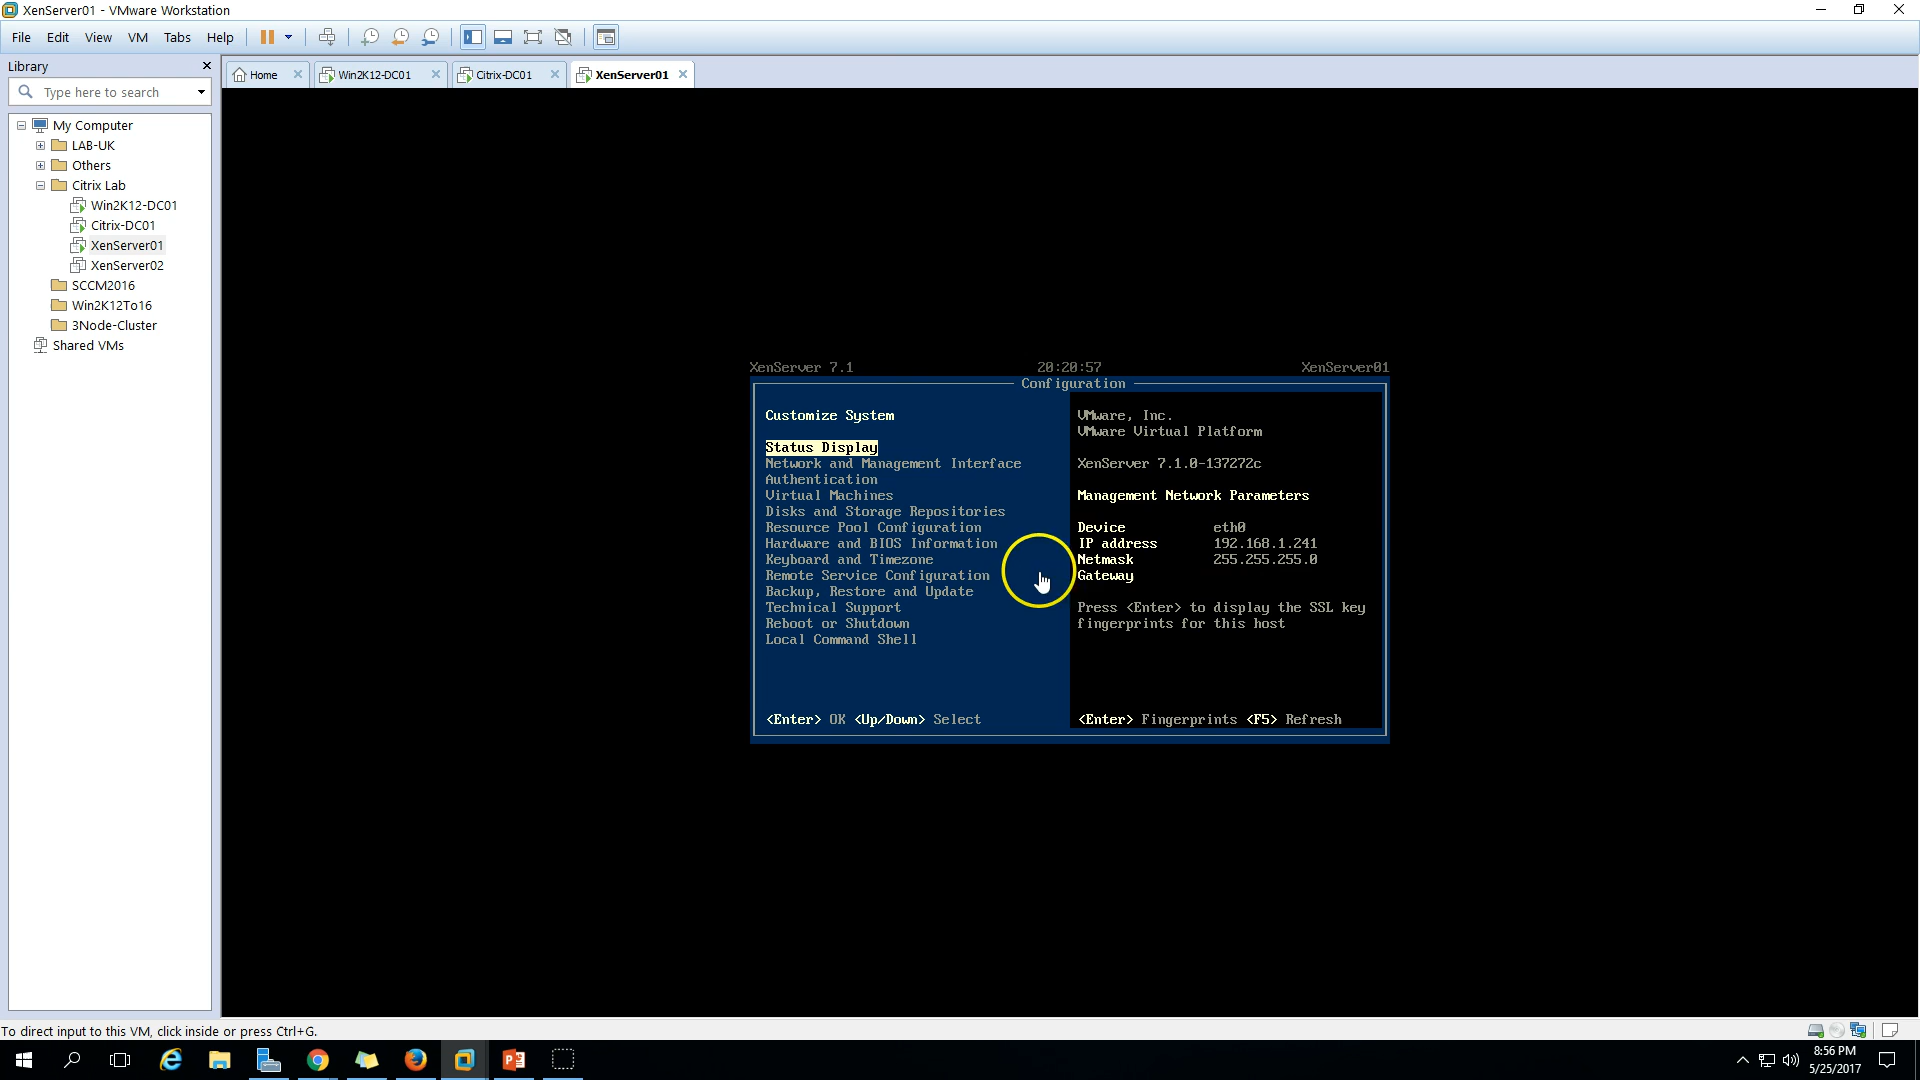 XenServer01 - VMware Workstation
File Edit View VM Tabs Help
Library
Type here to search
Home Win2K12-DC01 Citrix-DC01 XenServer01
My Computer
LAB-UK
Others
Citrix Lab
Win2K12-DC01
Citrix-DC01
XenServer01
XenServer02
SCCM2016
Win2K12To16
3Node-Cluster
Shared VMs
XenServer 7.1 20:20:57 XenServer01
Configuration
Customize System
Status Display
Network and Management Interface
Authentication
Virtual Machines
Disks and Storage Repositories
Resource Pool Configuration
Hardware and BIOS Information
Keyboard and Timezone
Remote Service Configuration
Backup, Restore and Update
Technical Support
Reboot or Shutdown
Local Command Shell
<Enter> OK <Up/Down> Select
VMware, Inc.
VMware Virtual Platform
XenServer 7.1.0-137272c
Management Network Parameters
Device eth0
IP address 192.168.1.241
Netmask 255.255.255.0
Gateway
Press <Enter> to display the SSL key
fingerprints for this host
<Enter> Fingerprints <F5> Refresh
To direct input to this VM, click inside or press Ctrl+G.
8:56 PM
5/25/2017